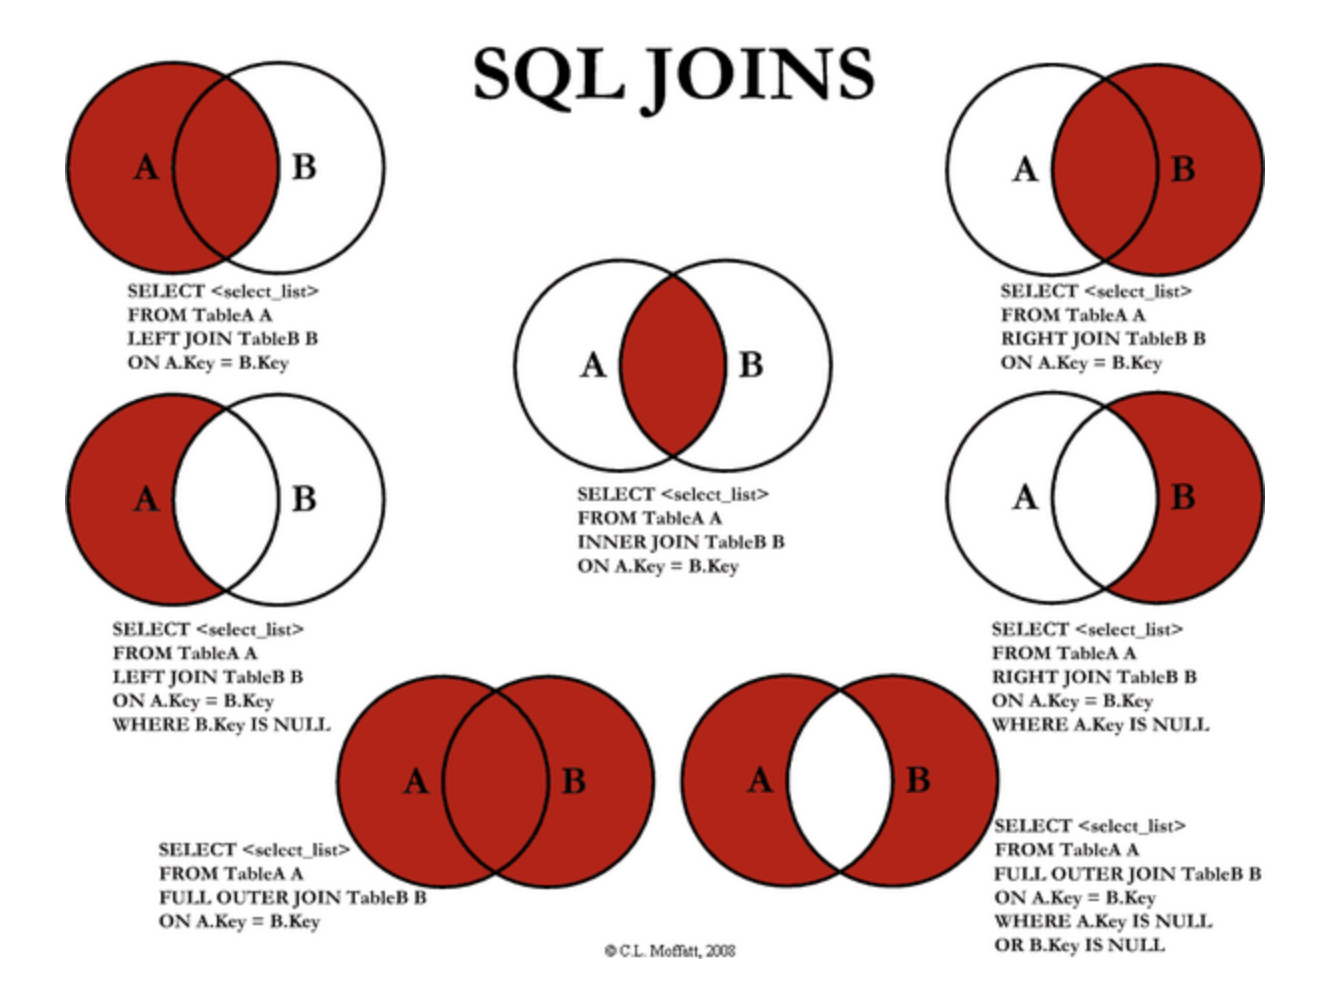 SQL JOINS
A B
SELECT <select_list>
FROM TableA A
LEFT JOIN TableB B
ON A.Key = B.Key
A B
SELECT <select_list>
FROM TableA A
RIGHT JOIN TableB B
ON A.Key = B.Key
A B
SELECT <select_list>
FROM TableA A
INNER JOIN TableB B
ON A.Key = B.Key
A B
SELECT <select_list>
FROM TableA A
LEFT JOIN TableB B
ON A.Key = B.Key
WHERE B.Key IS NULL
A B
SELECT <select_list>
FROM TableA A
RIGHT JOIN TableB B
ON A.Key = B.Key
WHERE A.Key IS NULL
A B
SELECT <select_list>
FROM TableA A
FULL OUTER JOIN TableB B
ON A.Key = B.Key
A B
SELECT <select_list>
FROM TableA A
FULL OUTER JOIN TableB B
ON A.Key = B.Key
WHERE A.Key IS NULL
OR B.Key IS NULL
© C.L. Moffatt, 2008